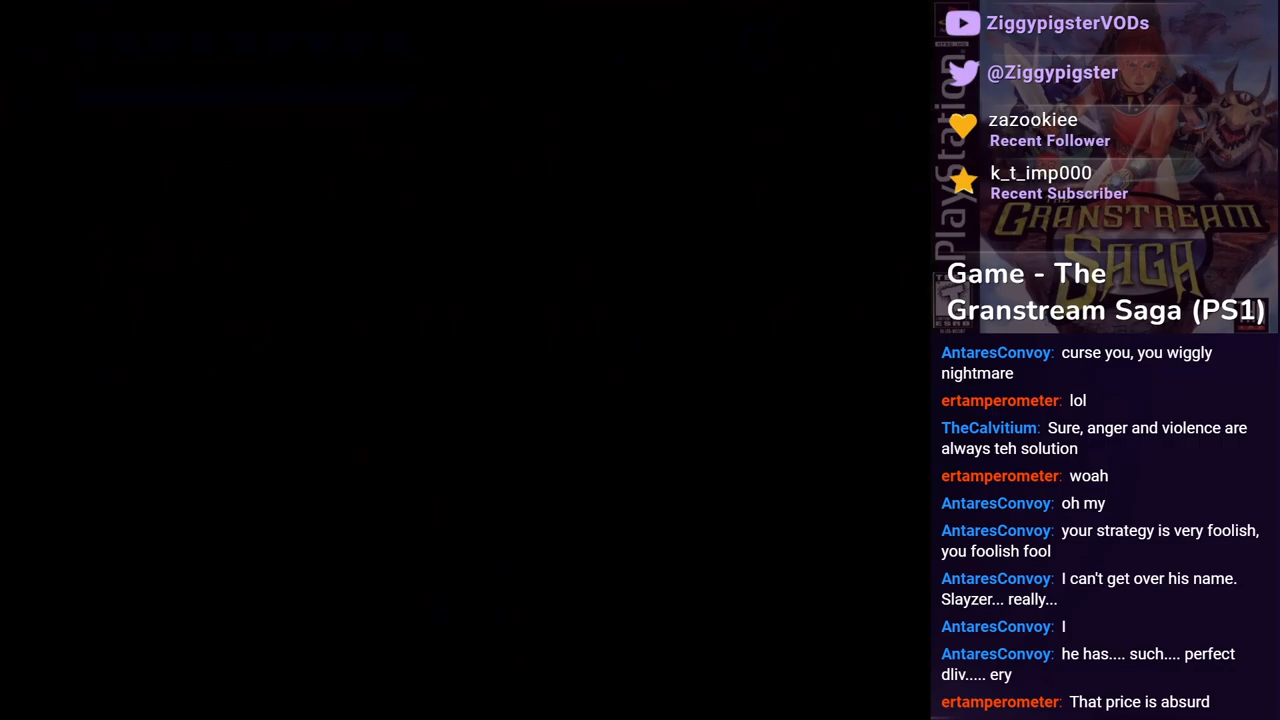 ZiggypigsterVODs
@Ziggypigster
zazookiee
Recent Follower
k_t_imp000
Recent Subscriber
PlayStation
GRANSTREAM
SAGA
Game - The
Granstream Saga (PS1)
AntaresConvoy: curse you, you wiggly
nightmare
ertamperometer: lol
TheCalvitium: Sure, anger and violence are
always teh solution
ertamperometer: woah
AntaresConvoy: oh my
AntaresConvoy: your strategy is very foolish,
you foolish fool
AntaresConvoy: I can't get over his name.
Slayzer... really...
AntaresConvoy: I
AntaresConvoy: he has.... such.... perfect
dliv..... ery
ertamperometer: That price is absurd